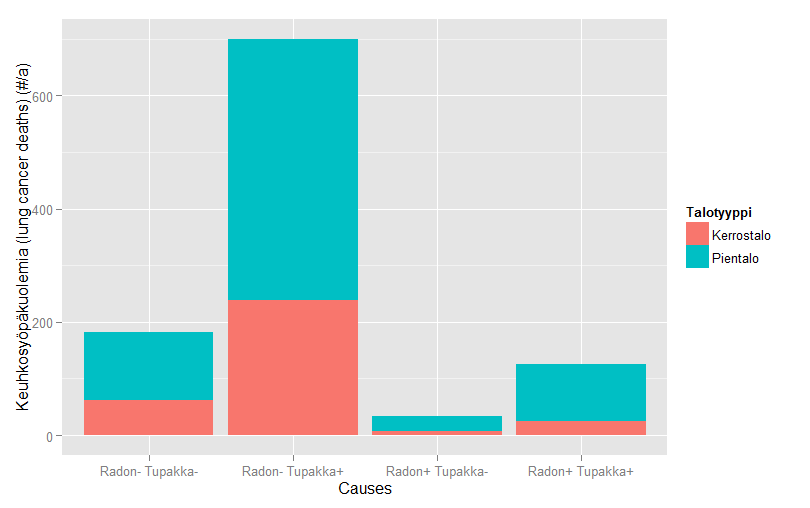 Keuhkosyöpäkuolemia (lung cancer deaths) (#/a)
600
400
200
0
Radon- Tupakka-
Radon- Tupakka+
Radon+ Tupakka-
Radon+ Tupakka+
Causes
Talotyyppi
Kerrostalo
Pientalo